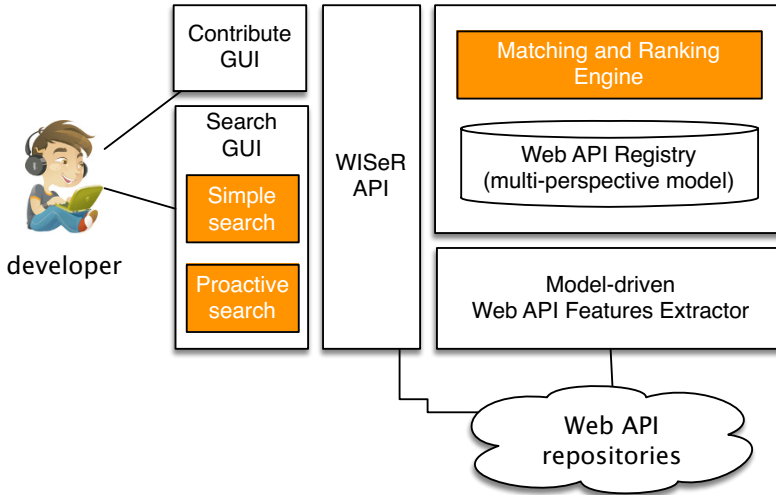 Contribute
GUI
Search
GUI
Simple
search
Proactive
search
developer
WISeR
API
Matching and Ranking
Engine
Web API Registry
(multi-perspective model)
Model-driven
Web API Features Extractor
Web API
repositories